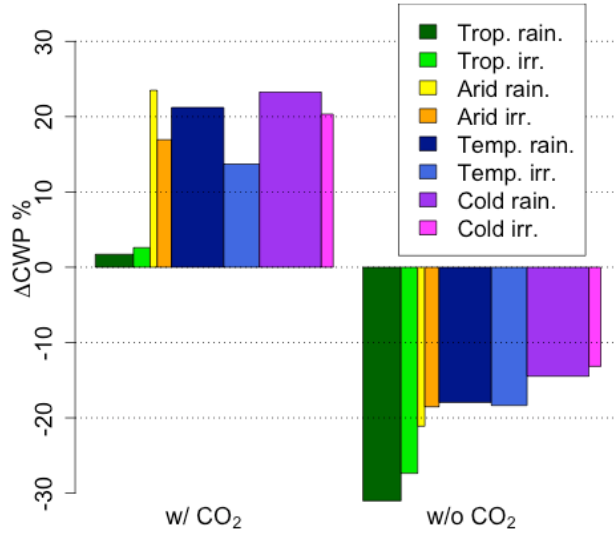 30
20
10
0
-10
-20
-30
ΔCWP %
Trop. rain.
Trop. irr.
Arid rain.
Arid irr.
Temp. rain.
Temp. irr.
Cold rain.
Cold irr.
w/ CO₂
w/o CO₂